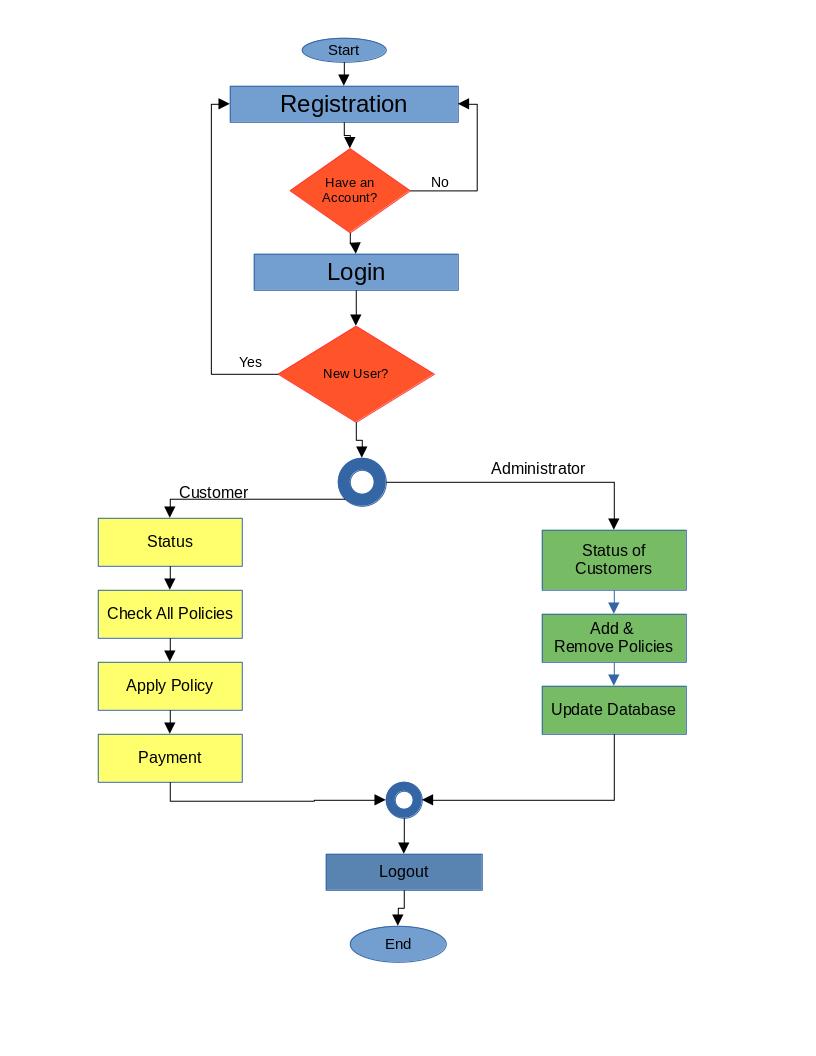 Start
Registration
Have an
Account?
No
Login
Yes
New User?
Administrator
Customer
Status
Status of
Customers
Check All Policies
Add &
Remove Policies
Apply Policy
Update Database
Payment
Logout
End